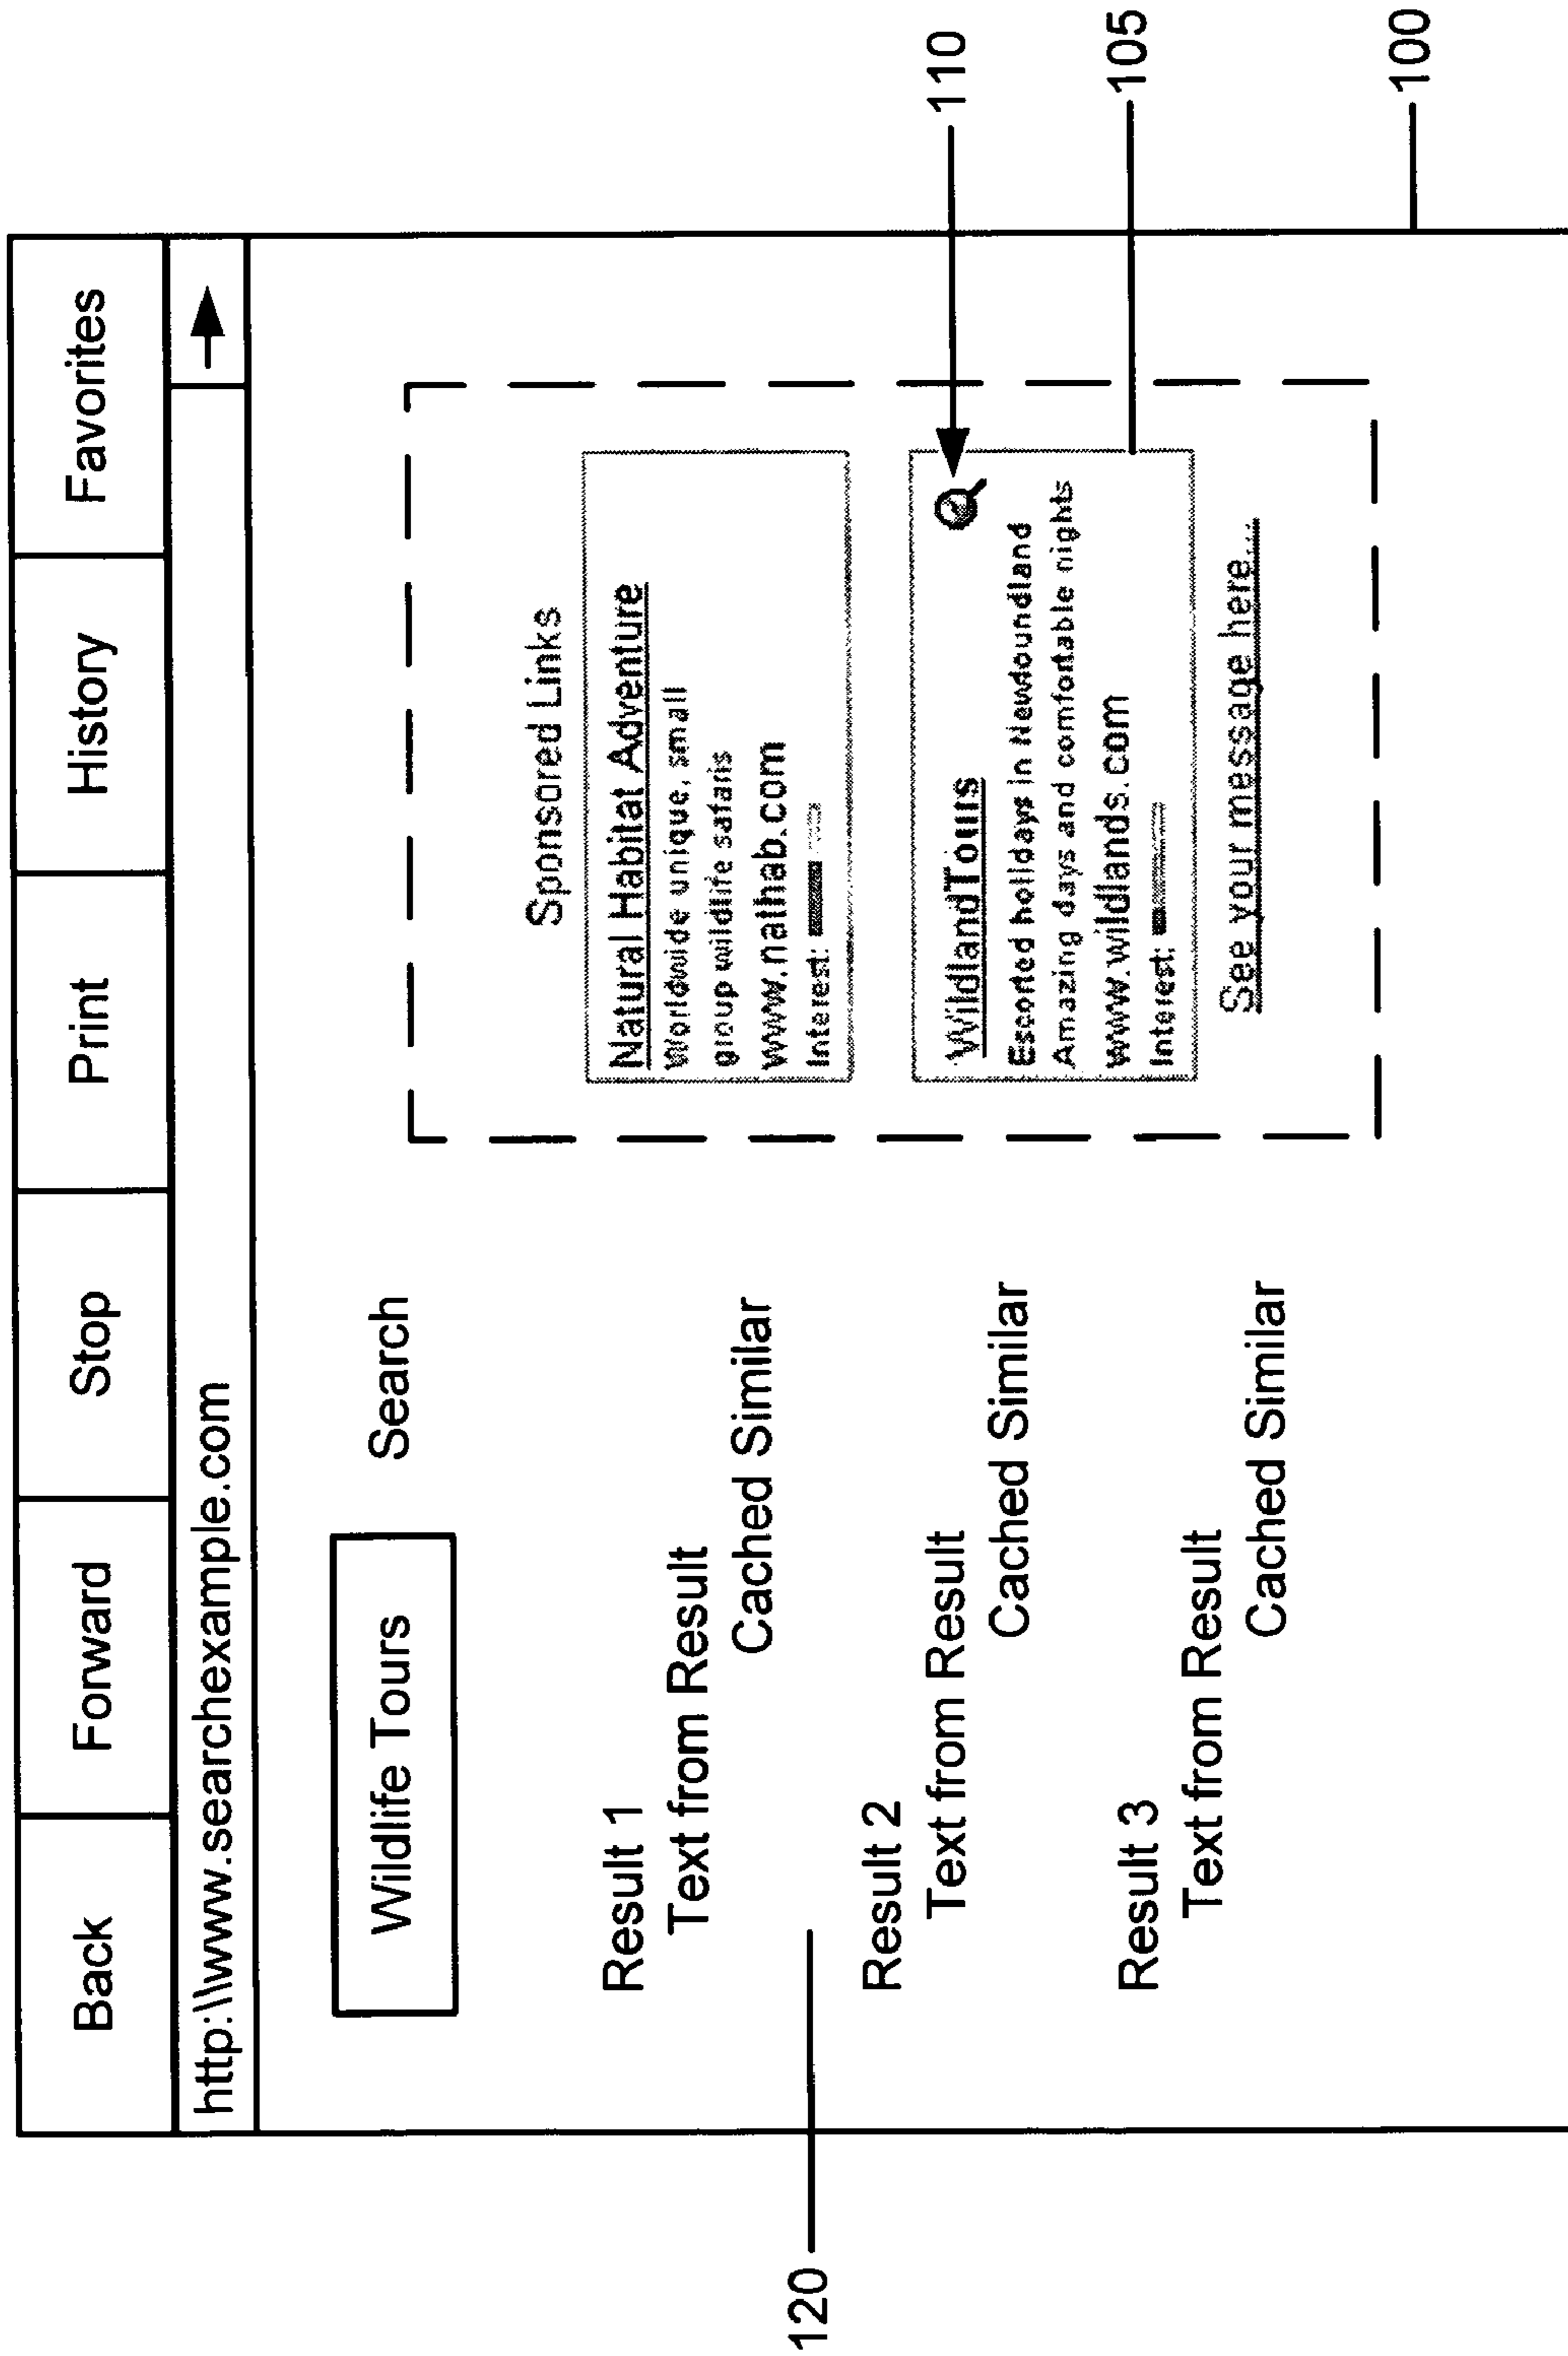 Back Forward Stop Print History Favorites
http:\\www.searchexample.com
Wildlife Tours Search
Result 1
Text from Result
Cached Similar
Result 2
Text from Result
Cached Similar
Result 3
Text from Result
Cached Similar
Sponsored Links
Natural Habitat Adventure
Worldwide unique, small
group wildlife safaris
www.nathab.com
Interest:
WildlandTours
Escorted holidays in Newfoundland
Amazing days and comfortable nights
www.wildlands.com
Interest:
See your message here...
110
105
100
120